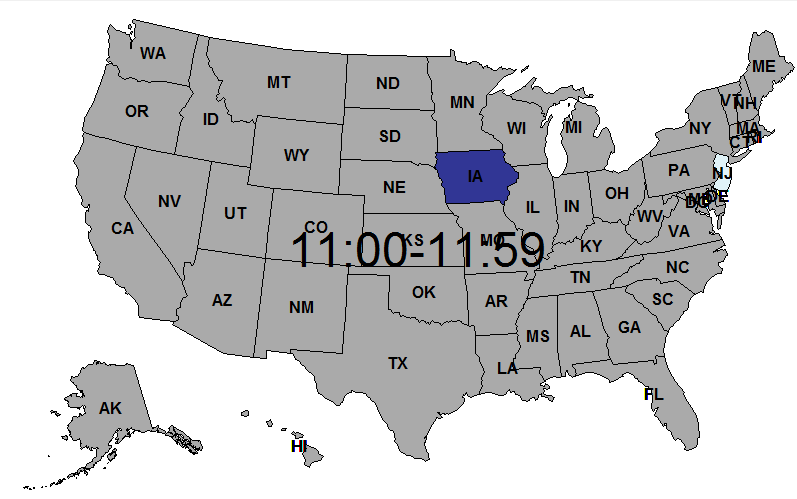 WA
MT
ND
MN
ME
OR
ID
SD
WI
MI
VT
NH
NY
MA
CT
RI
WY
IA
NE
PA
NJ
NV
UT
CO
KS
MO
IL
IN
OH
WV
VA
MD
DE
DC
CA
KY
11:00-11:59
AZ
NM
OK
AR
TN
NC
SC
TX
LA
MS
AL
GA
FL
AK
HI